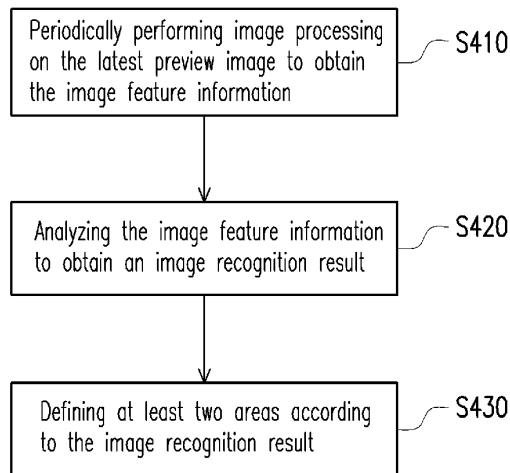 Periodically performing image processing
on the latest preview image to obtain
the image feature information
S410
Analyzing the image feature information
to obtain an image recognition result
S420
Defining at least two areas according
to the image recognition result
S430